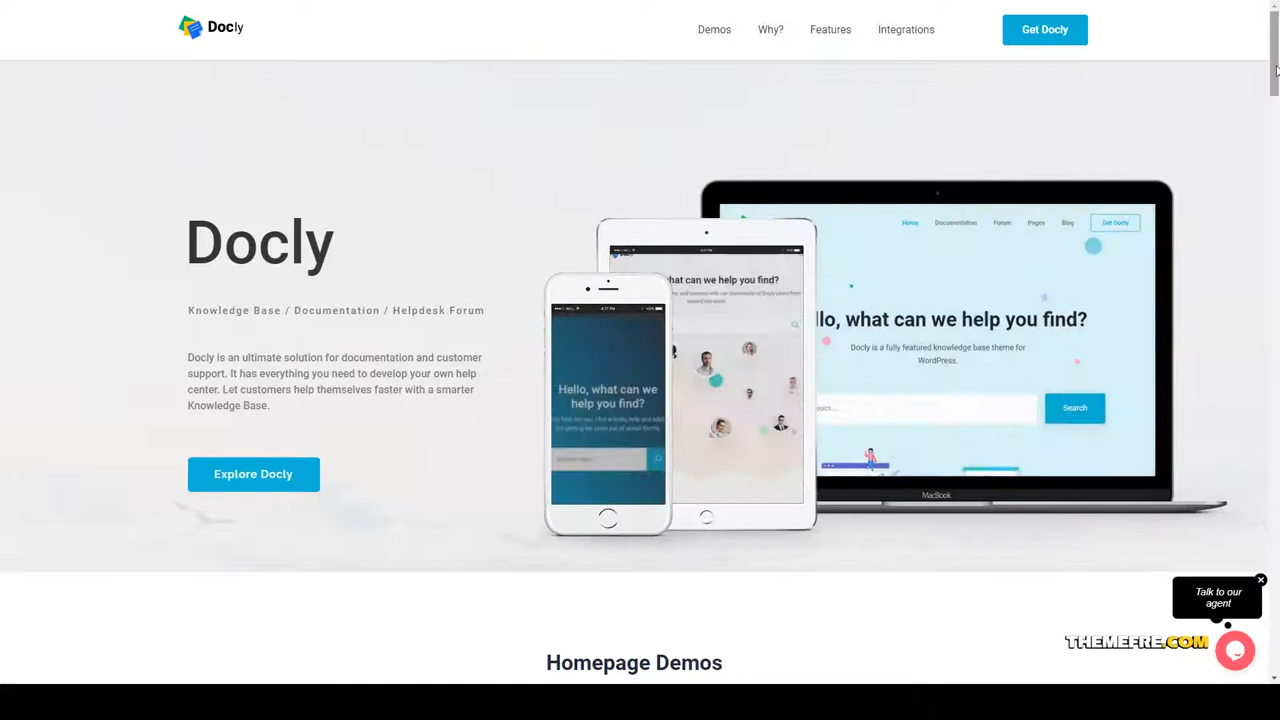 Docly
Demos
Why?
Features
Integrations
Get Docly
Docly
Knowledge Base / Documentation / Helpdesk Forum
Docly is an ultimate solution for documentation and customer
support. It has everything you need to develop your own help
center. Let customers help themselves faster with a smarter
Knowledge Base.
Explore Docly
Hello, what can we
help you find?
what can we help you find?
Home
Documentation
Forum
Pages
Blog
Get Docly
llo, what can we help you find?
Docly is a fully featured knowledge base theme for
WordPress.
Search
MacBook
Talk to our
agent
THEMEFRE.COM
Homepage Demos